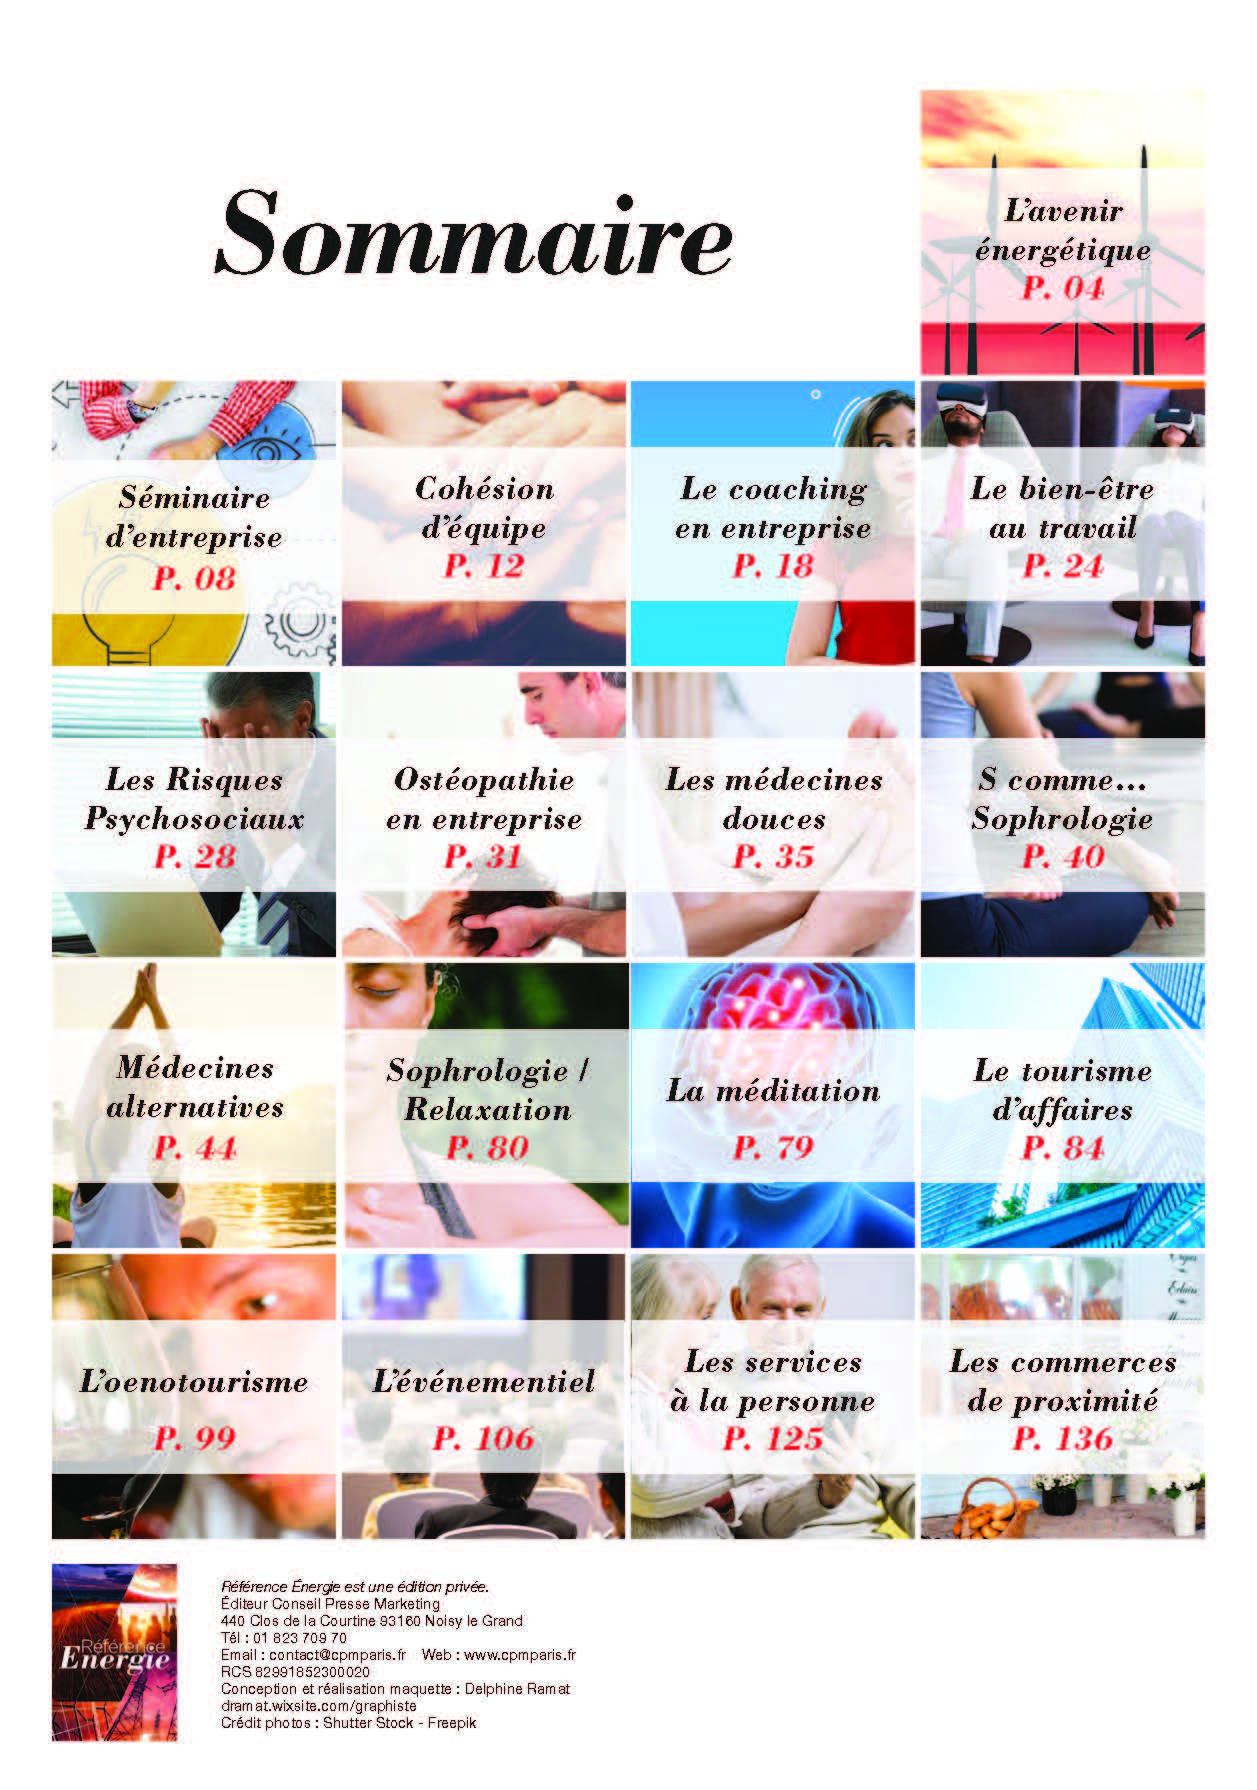 Sommaire
L'avenir
énergétique
P. 04
Séminaire
d'entreprise
P. 08
Cohésion
d'équipe
P. 12
Le coaching
en entreprise
P. 18
Le bien-être
au travail
P. 24
Les Risques
Psychosociaux
P. 28
Ostéopathie
en entreprise
P. 31
Les médecines
douces
P. 35
S comme...
Sophrologie
P. 40
Médecines
alternatives
P. 44
Sophrologie /
Relaxation
P. 80
La méditation
P. 79
Le tourisme
d'affaires
P. 84
L'oenotourisme
P. 99
L'événementiel
P. 106
Les services
à la personne
P. 125
Les commerces
de proximité
P. 136
Référence
Energie
Référence Énergie est une édition privée.
Éditeur Conseil Presse Marketing
440 Clos de la Courtine 93160 Noisy le Grand
Tél : 01 823 709 70
Email : contact@cpmparis.fr Web : www.cpmparis.fr
RCS 82991852300020
Conception et réalisation maquette : Delphine Ramat
dramat.wixsite.com/graphiste
Crédit photos : Shutter Stock - Freepik